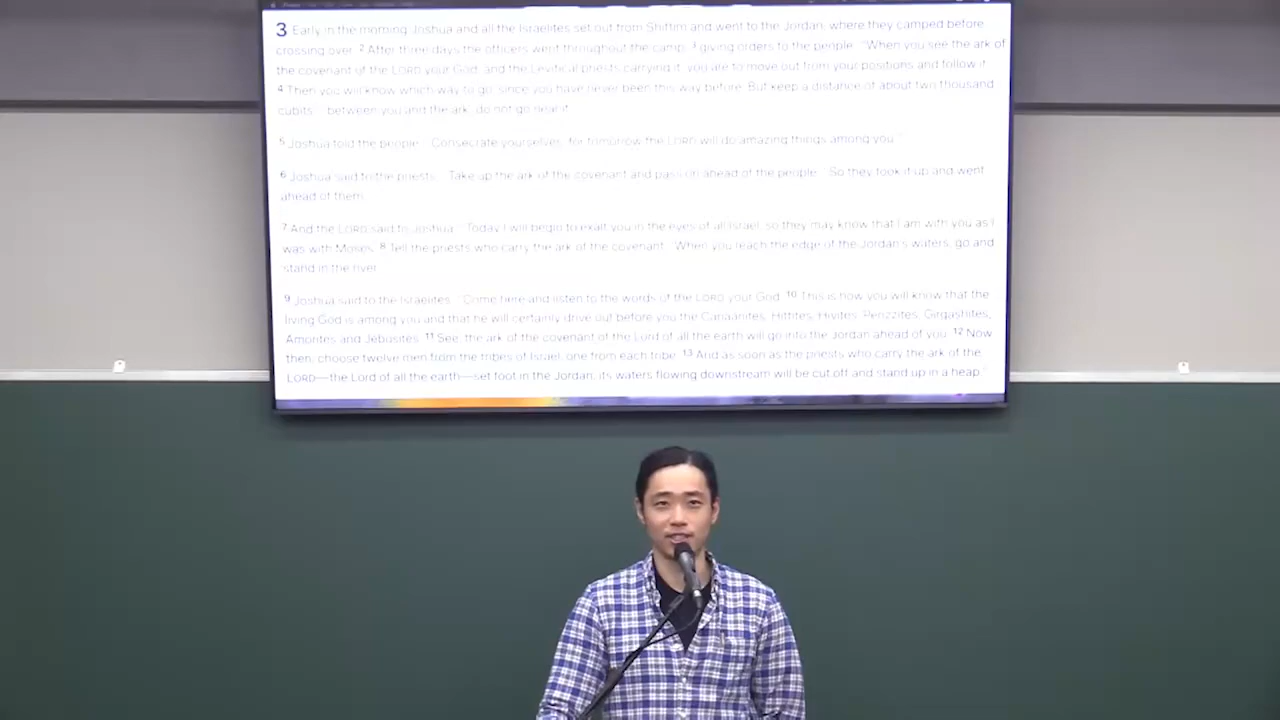 3 Early in the morning Joshua and all the Israelites set out from Shittim and went to the Jordan, where they camped before
crossing over. 2 After three days the officers went throughout the camp, 3 giving orders to the people: "When you see the ark of
the covenant of the LORD your God, and the Levitical priests carrying it, you are to move out from your positions and follow it.
4 Then you will know which way to go, since you have never been this way before. But keep a distance of about two thousand
cubits between you and the ark; do not go near it.
5 Joshua told the people, "Consecrate yourselves, for tomorrow the LORD will do amazing things among you."
6 Joshua said to the priests, "Take up the ark of the covenant and pass on ahead of the people." So they took it up and went
ahead of them.
7 And the LORD said to Joshua, "Today I will begin to exalt you in the eyes of all Israel, so they may know that I am with you as I
was with Moses. 8 Tell the priests who carry the ark of the covenant: 'When you reach the edge of the Jordan's waters, go and
stand in the river.
9 Joshua said to the Israelites, "Come here and listen to the words of the LORD your God. 10 This is how you will know that the
living God is among you and that he will certainly drive out before you the Canaanites, Hittites, Hivites, Perizzites, Girgashites,
Amorites and Jebusites. 11 See, the ark of the covenant of the Lord of all the earth will go into the Jordan ahead of you. 12 Now
then, choose twelve men from the tribes of Israel, one from each tribe. 13 And as soon as the priests who carry the ark of the
LORD—the Lord of all the earth—set foot in the Jordan, its waters flowing downstream will be cut off and stand up in a heap."